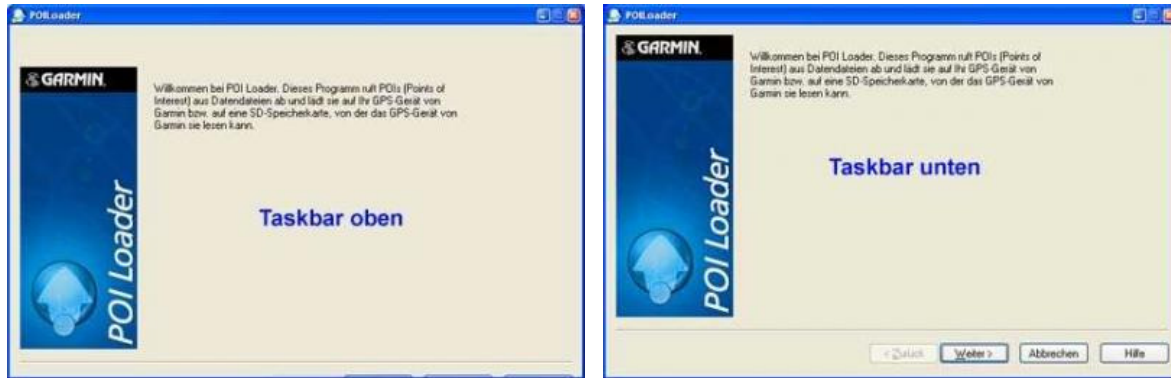 POILoader
GARMIN.
Willkommen bei POI Loader. Dieses Programm ruft POIs (Points of
Interest) aus Datendateien ab und lädt sie auf Ihr GPS-Gerät von
Garmin bzw. auf eine SD-Speicherkarte, von der das GPS-Gerät von
Garmin sie lesen kann.
Taskbar oben
POI Loader
POILoader
GARMIN.
Willkommen bei POI Loader. Dieses Programm ruft POIs (Points of
Interest) aus Datendateien ab und lädt sie auf Ihr GPS-Gerät von
Garmin bzw. auf eine SD-Speicherkarte, von der das GPS-Gerät von
Garmin sie lesen kann.
Taskbar unten
POI Loader
< Zurück Weiter > Abbrechen Hilfe